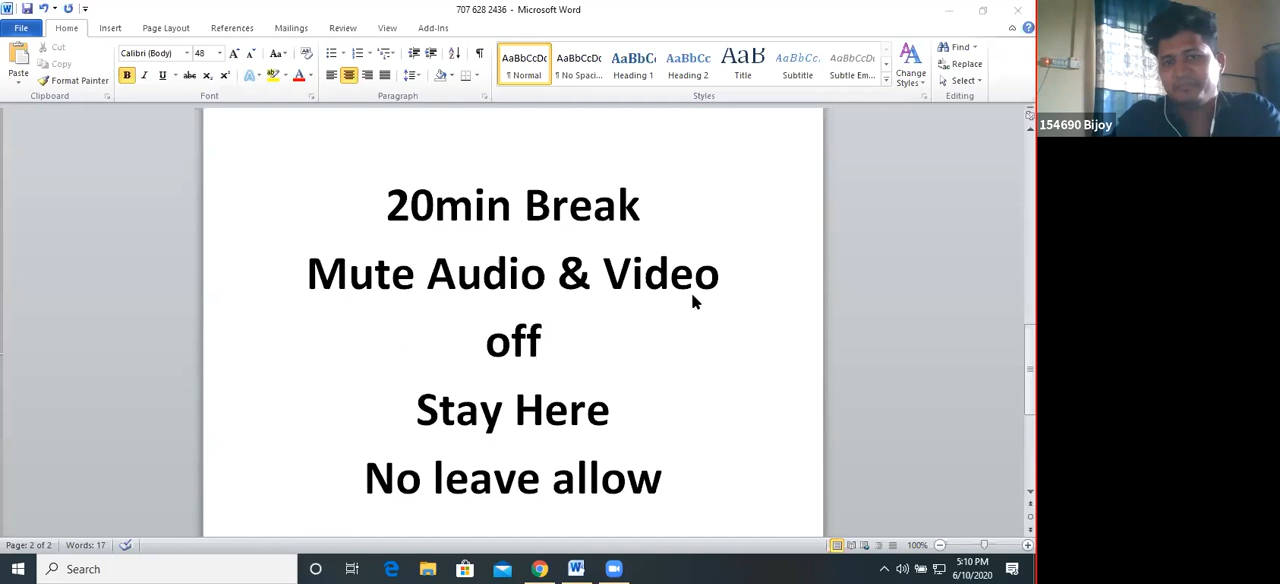 707 628 2436 - Microsoft Word
File Home Insert Page Layout References Mailings Review View Add-Ins
Paste
Cut
Copy
Format Painter
Clipboard
Calibri (Body) 48
Font
Paragraph
AaBbCcDc AaBbCcDc AaBbC AaBbCc AaB AaBbCc. AaBbCcDc
¶ Normal ¶ No Spaci... Heading 1 Heading 2 Title Subtitle Subtle Em...
Change
Styles
Styles
Find
Replace
Select
Editing
154690 Bijoy
20min Break
Mute Audio & Video
off
Stay Here
No leave allow
Page: 2 of 2 Words: 17 100%
Search
5:10 PM
6/10/2020